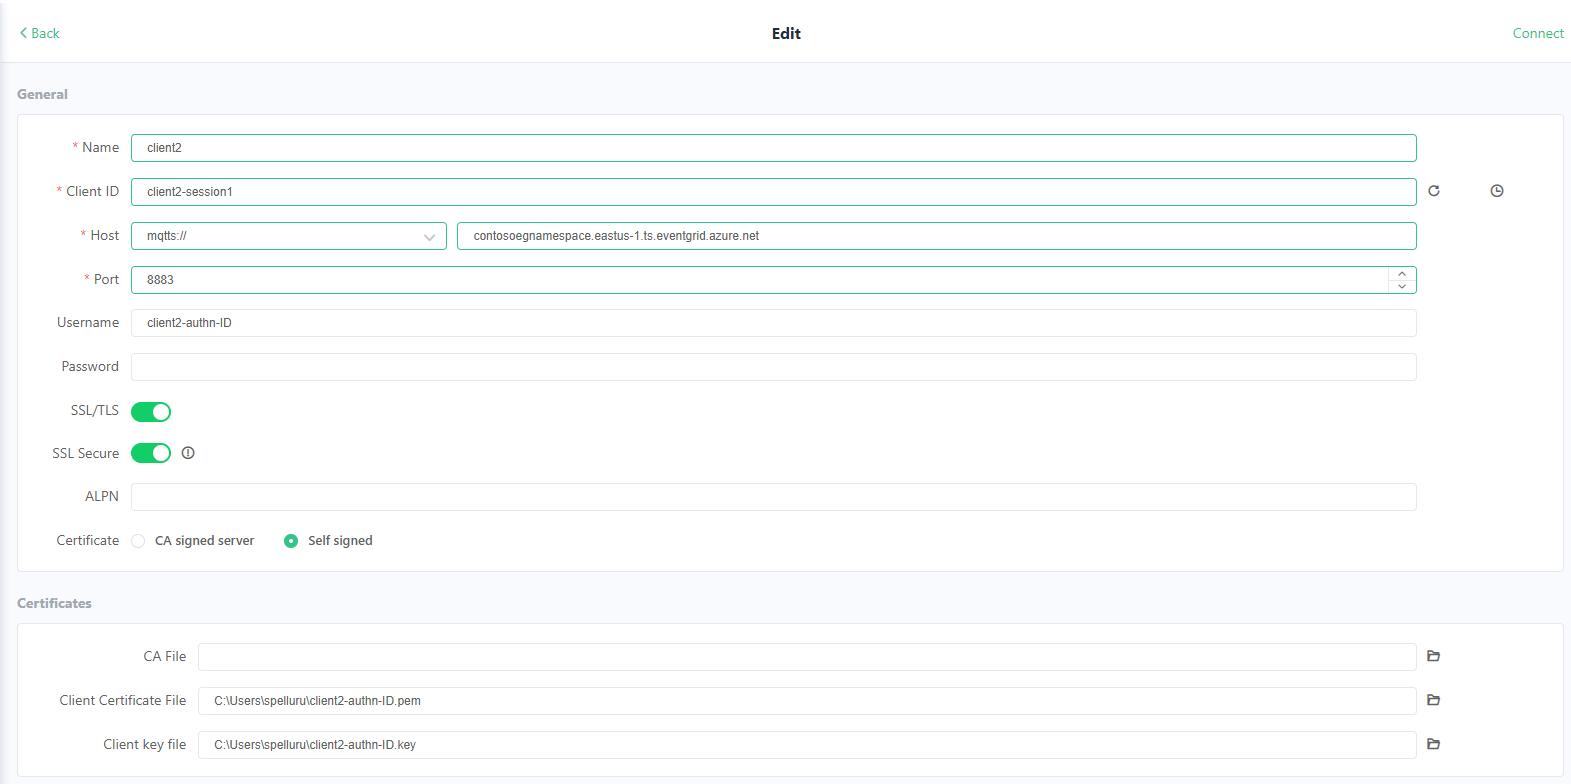 Back
Edit
Connect
General
* Name client2
* Client ID client2-session1
* Host mqtts:// contosoegnamespace.eastus-1.ts.eventgrid.azure.net
* Port 8883
Username client2-authn-ID
Password
SSL/TLS
SSL Secure
ALPN
Certificate CA signed server Self signed
Certificates
CA File
Client Certificate File C:\Users\spelluru\client2-authn-ID.pem
Client key file C:\Users\spelluru\client2-authn-ID.key